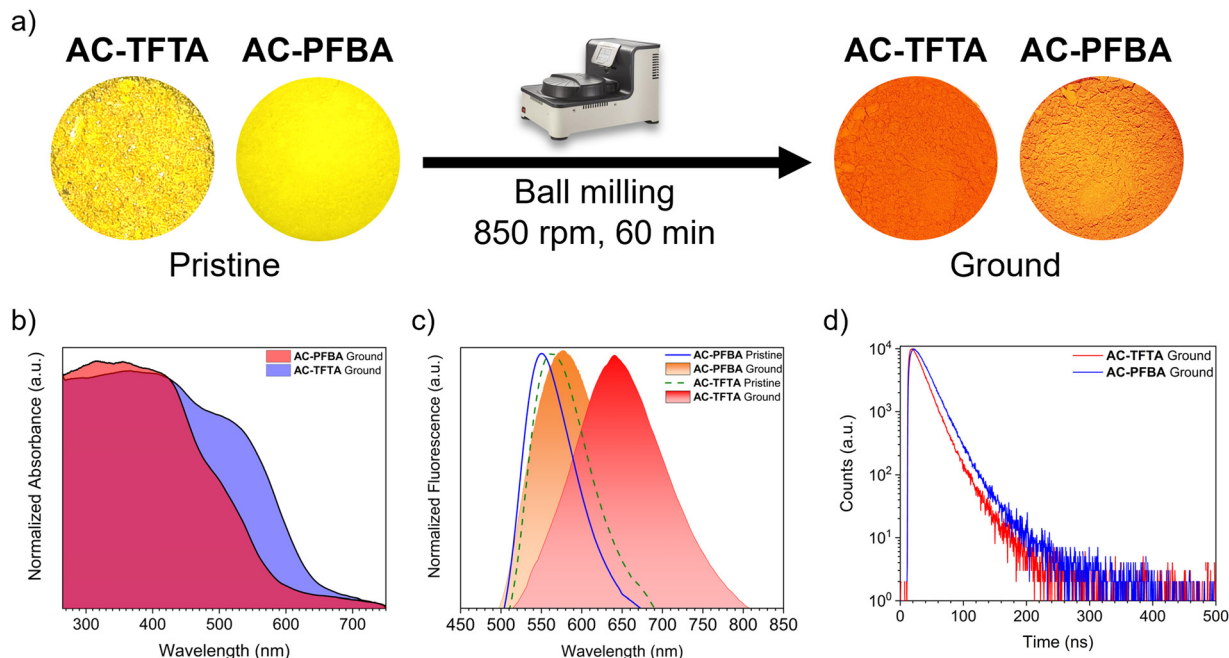 a)
AC-TFTA AC-PFBA
AC-TFTA AC-PFBA
Ball milling
850 rpm, 60 min
Pristine
Ground
b)
AC-PFBA Ground
AC-TFTA Ground
Normalized Absorbance (a.u.)
300 400 500 600 700
Wavelength (nm)
c)
AC-PFBA Pristine
AC-PFBA Ground
AC-TFTA Pristine
AC-TFTA Ground
Normalized Fluorescence (a.u.)
450 500 550 600 650 700 750 800 850
Wavelength (nm)
d)
AC-TFTA Ground
AC-PFBA Ground
Counts (a.u.)
10⁴
10³
10²
10¹
10⁰
0 100 200 300 400 500
Time (ns)